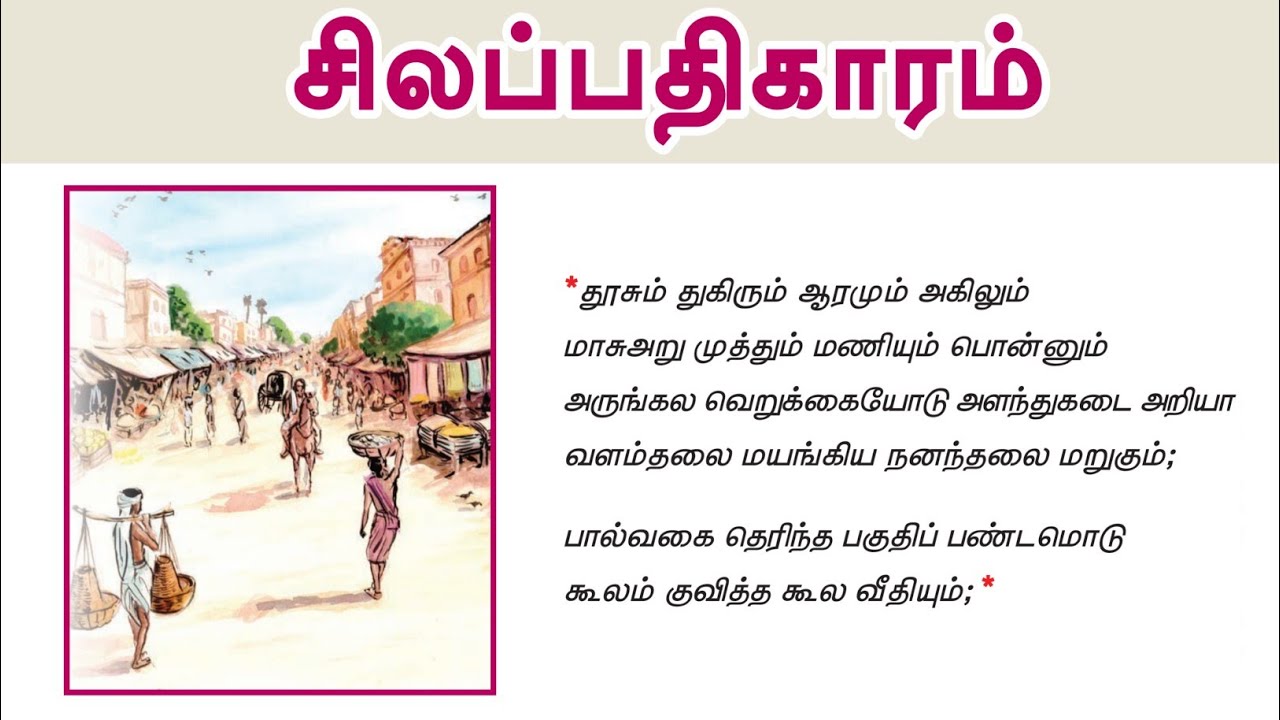 சிலப்பதிகாரம்
*தூசும் துகிரும் ஆரமும் அகிலும்
மாசுஅறு முத்தும் மணியும் பொன்னும்
அருங்கல வெறுக்கையோடு அளந்துகடை அறியா
வளம்தலை மயங்கிய நனந்தலை மறுகும்;
பால்வகை தெரிந்த பகுதிப் பண்டமொடு
கூலம் குவித்த கூல வீதியும்; *